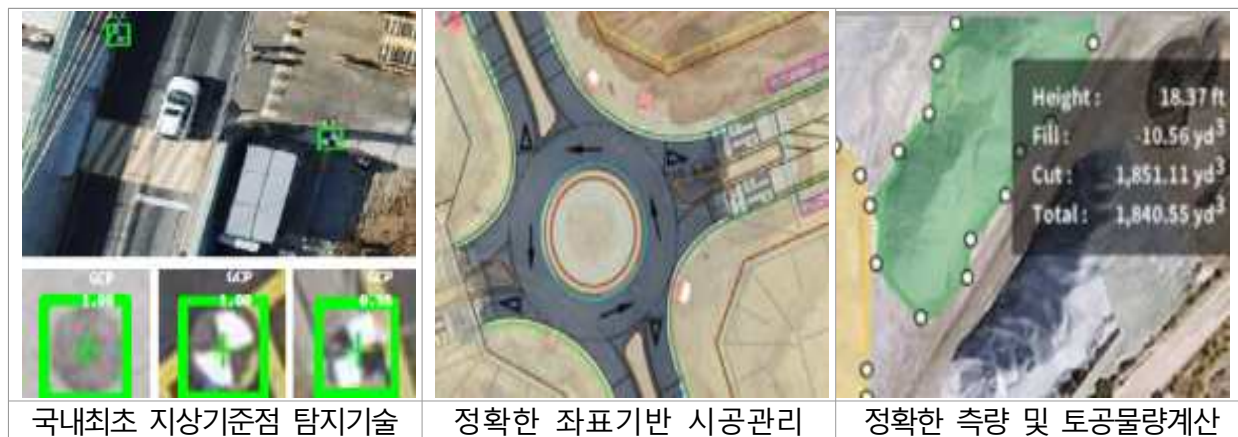 GCP
1.00
GCP
1.00
GCP
Height : 18.37 ft
Fill : -10.56 yd³
Cut : 1,851.11 yd³
Total : 1,840.55 yd³
국내최초 지상기준점 탐지기술
정확한 좌표기반 시공관리
정확한 측량 및 토공물량계산